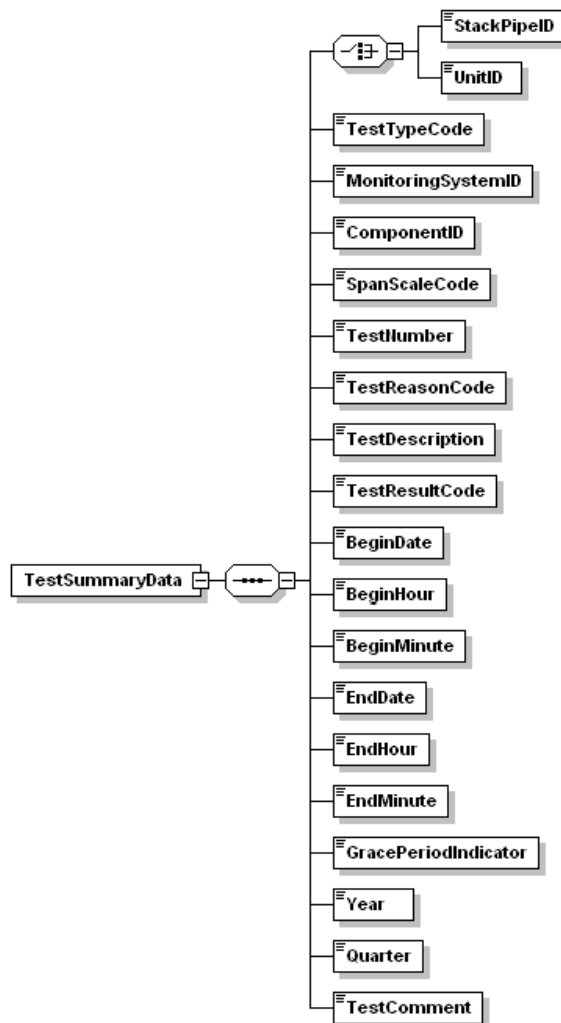 StackPipeID
UnitID
TestTypeCode
MonitoringSystemID
ComponentID
SpanScaleCode
TestNumber
TestReasonCode
TestDescription
TestResultCode
BeginDate
TestSummaryData
BeginHour
BeginMinute
EndDate
EndHour
EndMinute
GracePeriodIndicator
Year
Quarter
TestComment